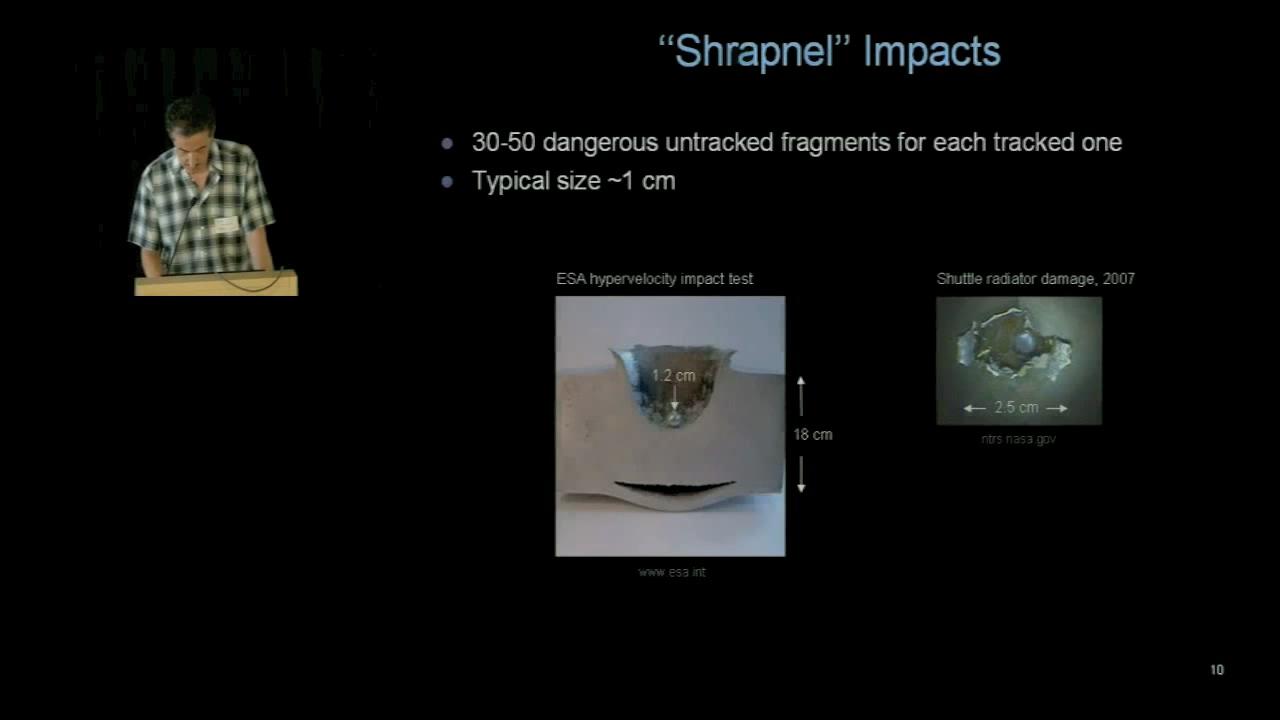 “Shrapnel” Impacts
30-50 dangerous untracked fragments for each tracked one
Typical size ~1 cm
ESA hypervelocity impact test
1.2 cm
18 cm
www.esa.int
Shuttle radiator damage, 2007
2.5 cm
ntrs.nasa.gov
10